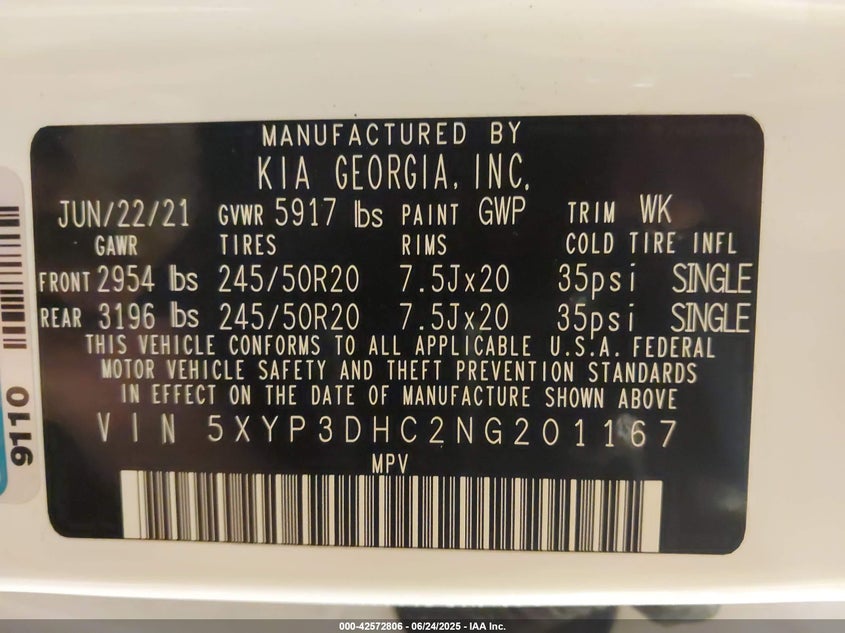 MANUFACTURED BY
KIA GEORGIA, INC.
JUN/22/21 GVWR 5917 lbs PAINT GWP TRIM WK
GAWR TIRES RIMS COLD TIRE INFL
FRONT 2954 lbs 245/50R20 7.5Jx20 35psi SINGLE
REAR 3196 lbs 245/50R20 7.5Jx20 35psi SINGLE
THIS VEHICLE CONFORMS TO ALL APPLICABLE U.S.A. FEDERAL
MOTOR VEHICLE SAFETY AND THEFT PREVENTION STANDARDS
IN EFFECT ON THE DATE OF MANUFACTURE SHOWN ABOVE
VIN 5XYP3DHC2NG201167
MPV
9110
000-42572806 - 06/24/2025 - IAA Inc.